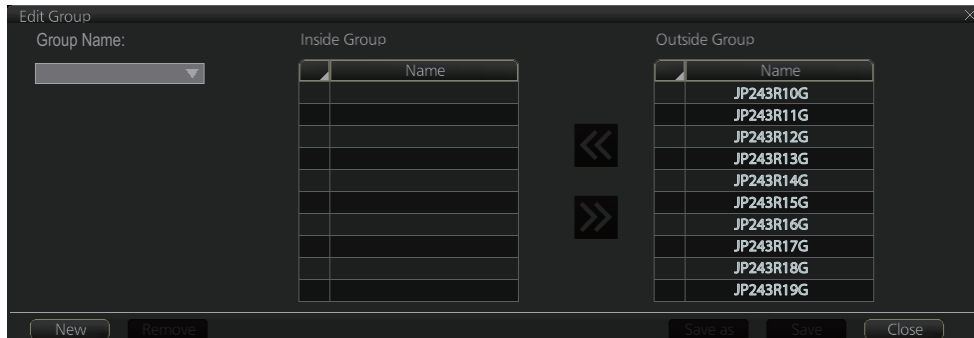 Edit Group
Group Name:
Inside Group
Outside Group
Name
Name
JP243R10G
JP243R11G
JP243R12G
JP243R13G
JP243R14G
JP243R15G
JP243R16G
JP243R17G
JP243R18G
JP243R19G
New
Remove
Save as
Save
Close